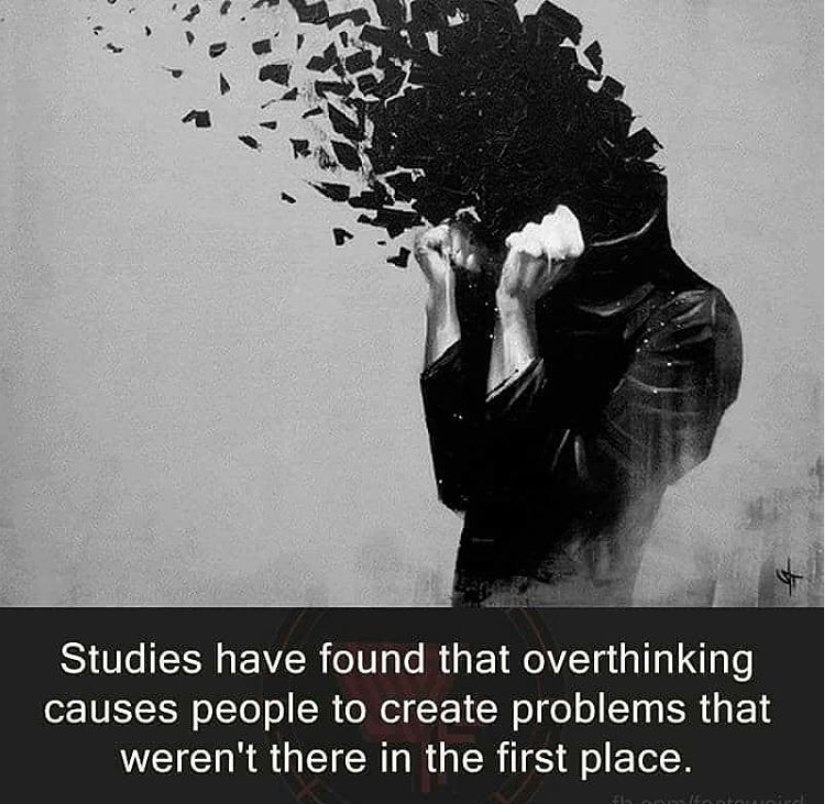 Studies have found that overthinking
causes people to create problems that
weren't there in the first place.